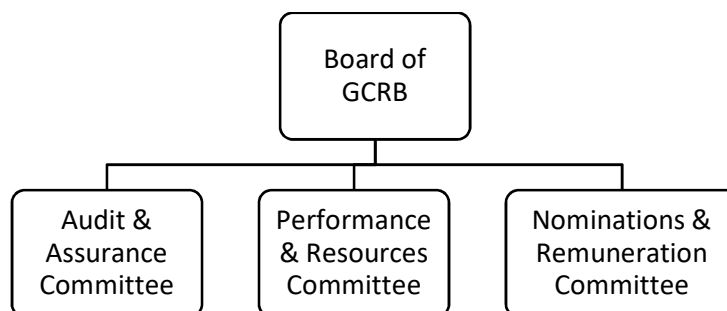 Board of
GCRB
Audit &
Assurance
Committee
Performance
& Resources
Committee
Nominations &
Remuneration
Committee